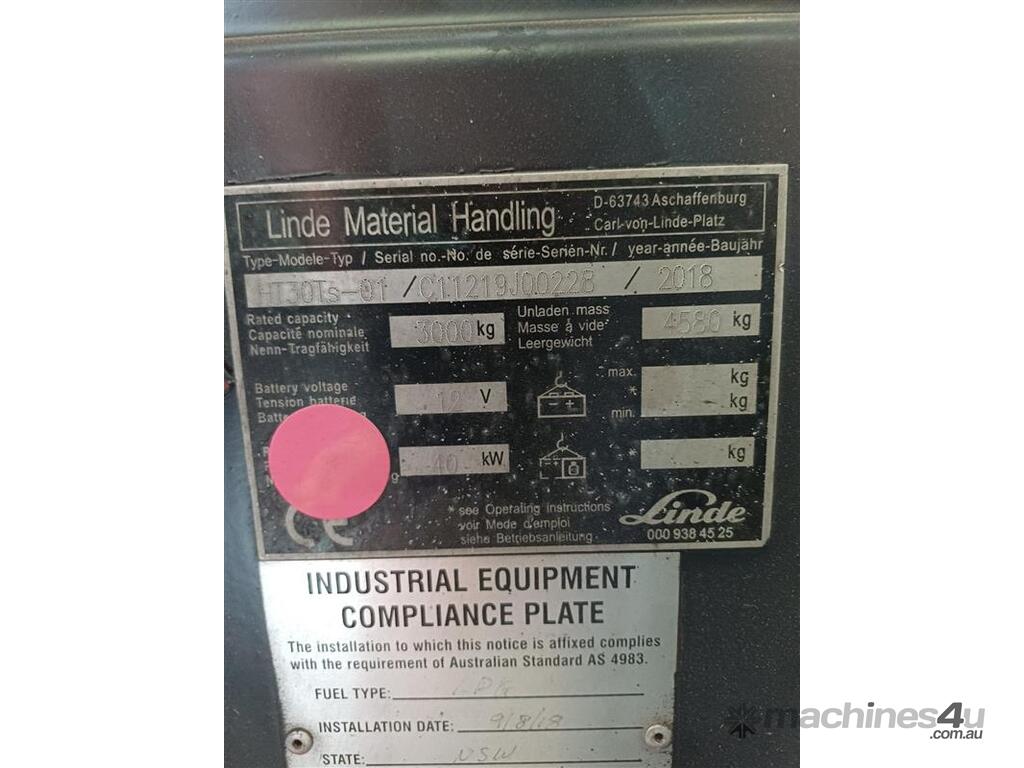 Linde Material Handling
D-63743 Aschaffenburg
Carl-von-Linde-Platz
Type-Modele-Typ / Serial no.-No. de série-Serien-Nr. / year-année-Baujahr
HT30Ts-01 / C11219J00228 / 2018
Rated capacity
Capacité nominale
Nenn-Tragfähigkeit
3000 kg
Unladen mass
Masse à vide
Leergewicht
4580 kg
Battery voltage
Tension batterie
12 V
max. kg
*
min. kg
40 kW
kg
* see Operating instructions
voir Mode d'emploi
siehe Betriebsanleitung
CE
Linde
000 938 45 25
INDUSTRIAL EQUIPMENT
COMPLIANCE PLATE
The installation to which this notice is affixed complies
with the requirement of Australian Standard AS 4983.
FUEL TYPE: LPG
INSTALLATION DATE: 9/8/18
STATE: NSW
machines4u
.com.au